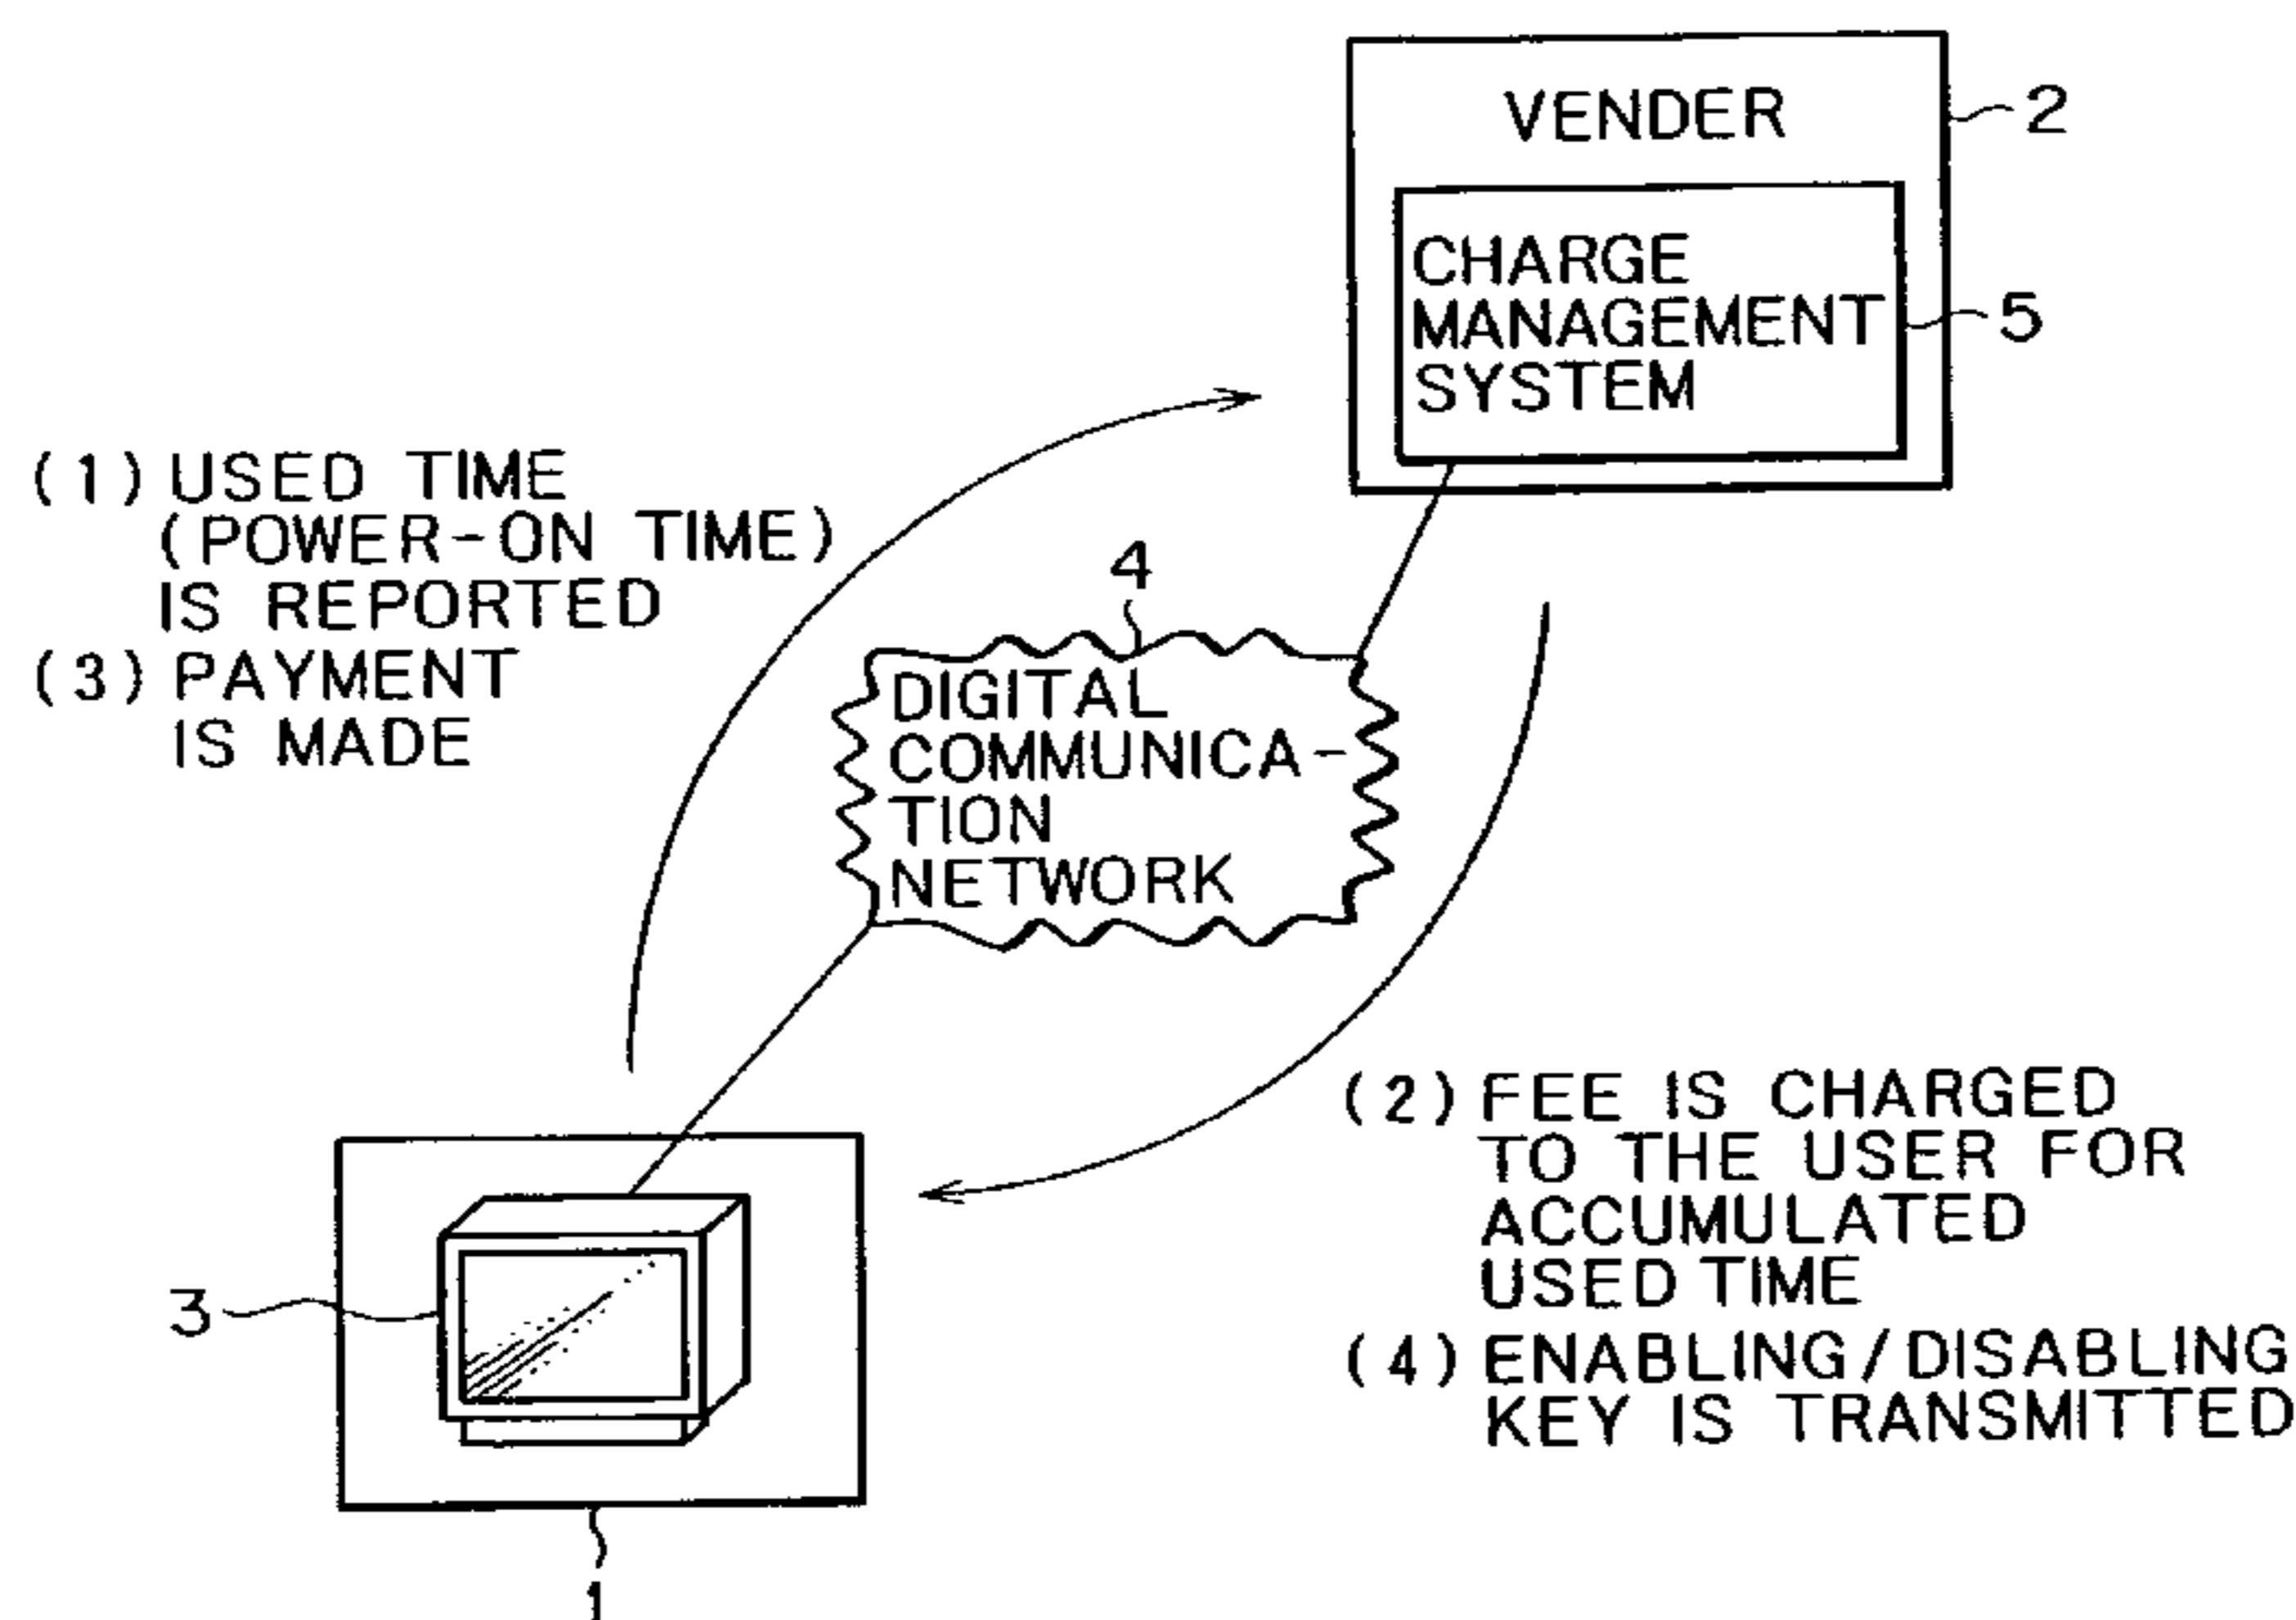 VENDER
2
CHARGE
MANAGEMENT
SYSTEM
5
(1) USED TIME
(POWER-ON TIME)
IS REPORTED
(3) PAYMENT
IS MADE
4
DIGITAL
COMMUNICA-
TION
NETWORK
(2) FEE IS CHARGED
TO THE USER FOR
ACCUMULATED
USED TIME
(4) ENABLING/DISABLING
KEY IS TRANSMITTED
3
1